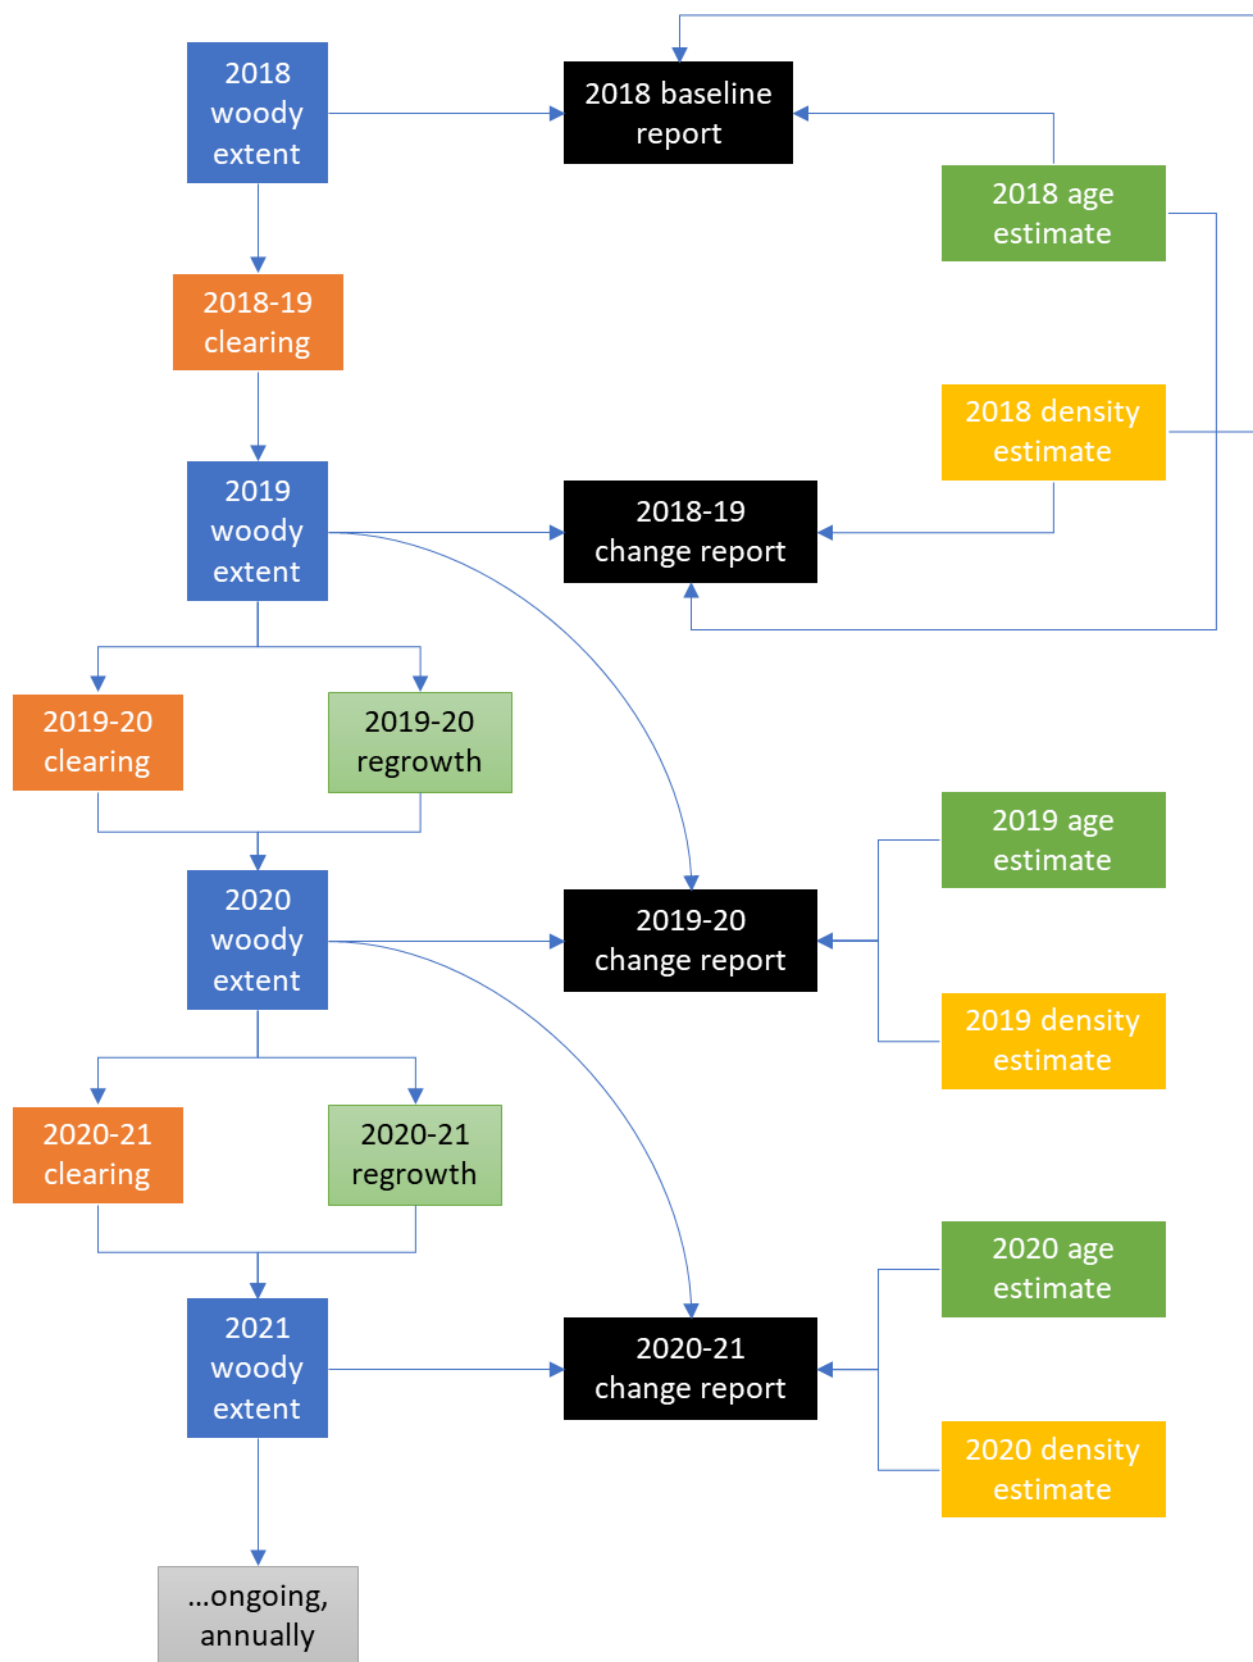 2018
woody
extent
2018 baseline
report
2018 age
estimate
2018-19
clearing
2018 density
estimate
2019
woody
extent
2018-19
change report
2019-20
clearing
2019-20
regrowth
2019 age
estimate
2020
woody
extent
2019-20
change report
2019 density
estimate
2020-21
clearing
2020-21
regrowth
2020 age
estimate
2021
woody
extent
2020-21
change report
2020 density
estimate
...ongoing,
annually